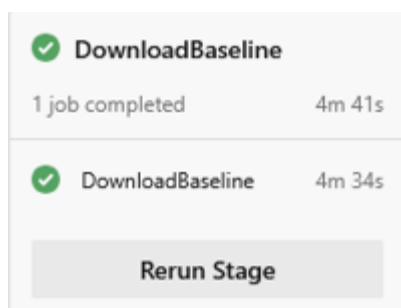 DownloadBaseline
1 job completed 4m 41s
DownloadBaseline 4m 34s
Rerun Stage